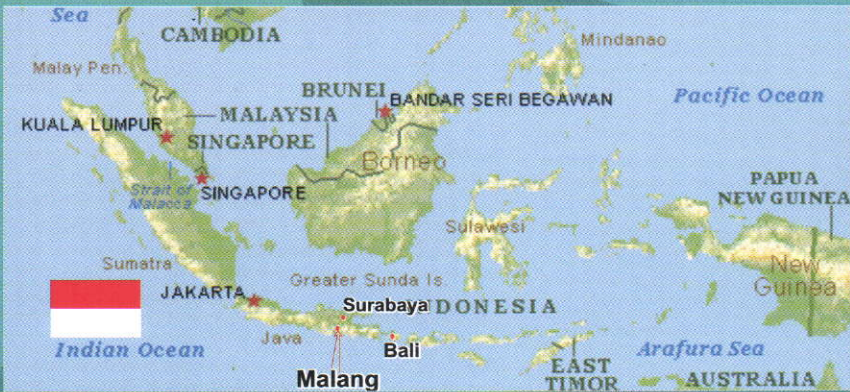 Sea
CAMBODIA
Mindanao
Malay Pen.
BRUNEI
BANDAR SERI BEGAWAN
Pacific Ocean
MALAYSIA
KUALA LUMPUR
SINGAPORE
Borneo
Strait of
Malacca
SINGAPORE
PAPUA
NEW GUINEA
Sulawesi
Sumatra
New
Guinea
Greater Sunda Is.
JAKARTA
Surabaya
NDONESIA
Java
Indian Ocean
Bali
Arafura Sea
Malang
EAST
TIMOR
AUSTRALIA